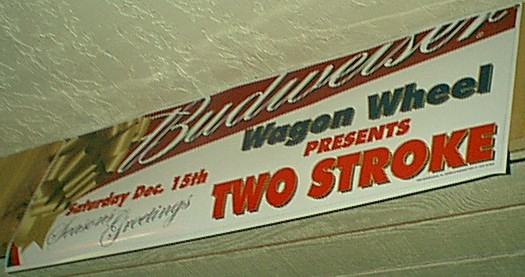 Budweiser
Wagon Wheel
PRESENTS
TWO STROKE
Saturday Dec. 15th
Seasons
Greetings